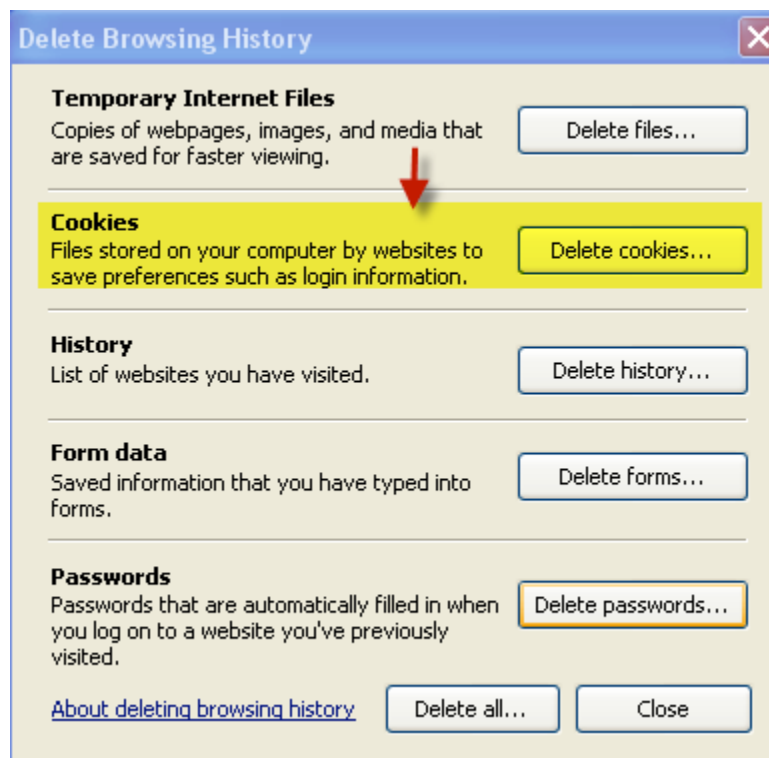 Delete Browsing History
Temporary Internet Files
Copies of webpages, images, and media that
are saved for faster viewing.
Delete files...
Cookies
Files stored on your computer by websites to
save preferences such as login information.
Delete cookies...
History
List of websites you have visited.
Delete history...
Form data
Saved information that you have typed into
forms.
Delete forms...
Passwords
Passwords that are automatically filled in when
you log on to a website you've previously
visited.
Delete passwords...
About deleting browsing history
Delete all...
Close